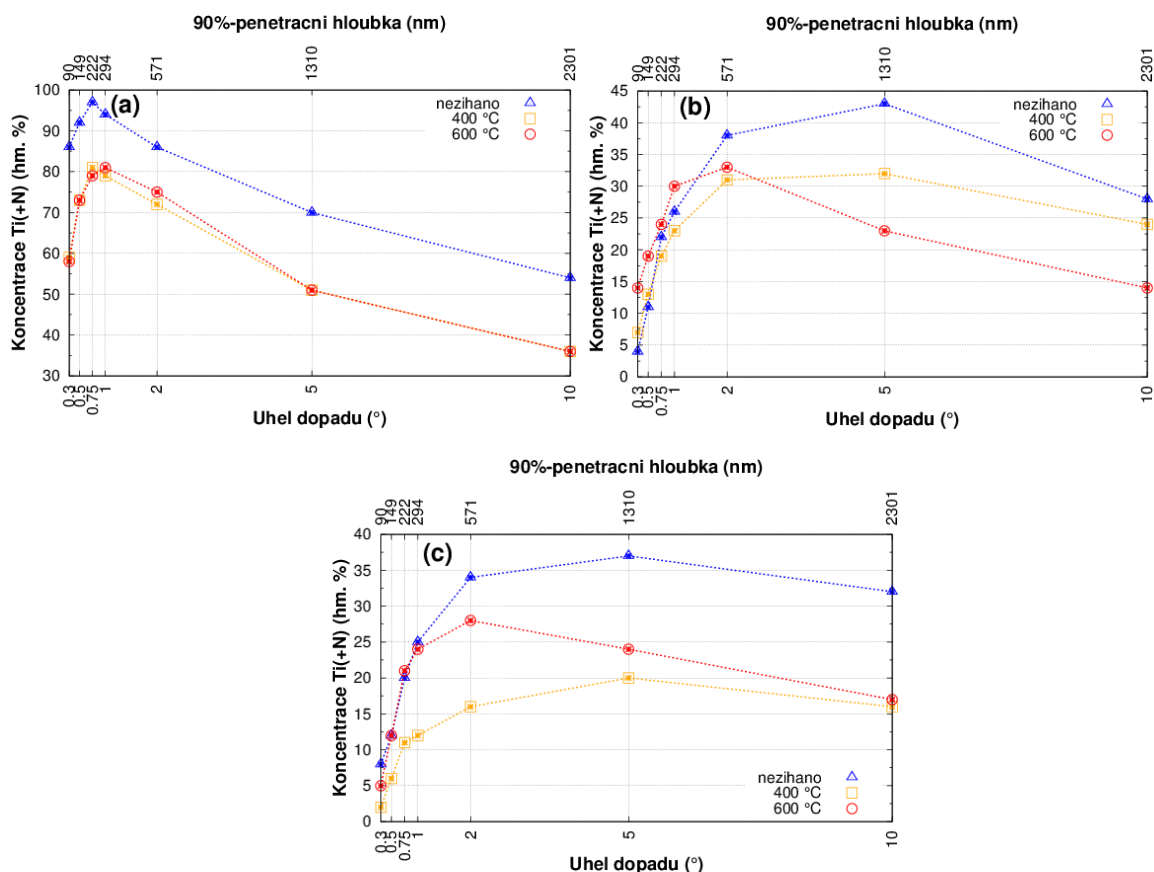 90%-penetracni hloubka (nm)
90 149 222 294 571 1310 2301
100
90
80
70
60
50
40
30
Koncentrace Ti(+N) (hm. %)
(a)
nezihano
400 °C
600 °C
0.3 0.5 0.75 1 2 5 10
Uhel dopadu (°)
90%-penetracni hloubka (nm)
90 149 222 294 571 1310 2301
45
40
35
30
25
20
15
10
5
0
Koncentrace Ti(+N) (hm. %)
(b)
nezihano
400 °C
600 °C
0.3 0.5 0.75 1 2 5 10
Uhel dopadu (°)
90%-penetracni hloubka (nm)
90 149 222 294 571 1310 2301
40
35
30
25
20
15
10
5
0
Koncentrace Ti(+N) (hm. %)
(c)
nezihano
400 °C
600 °C
0.3 0.5 0.75 1 2 5 10
Uhel dopadu (°)